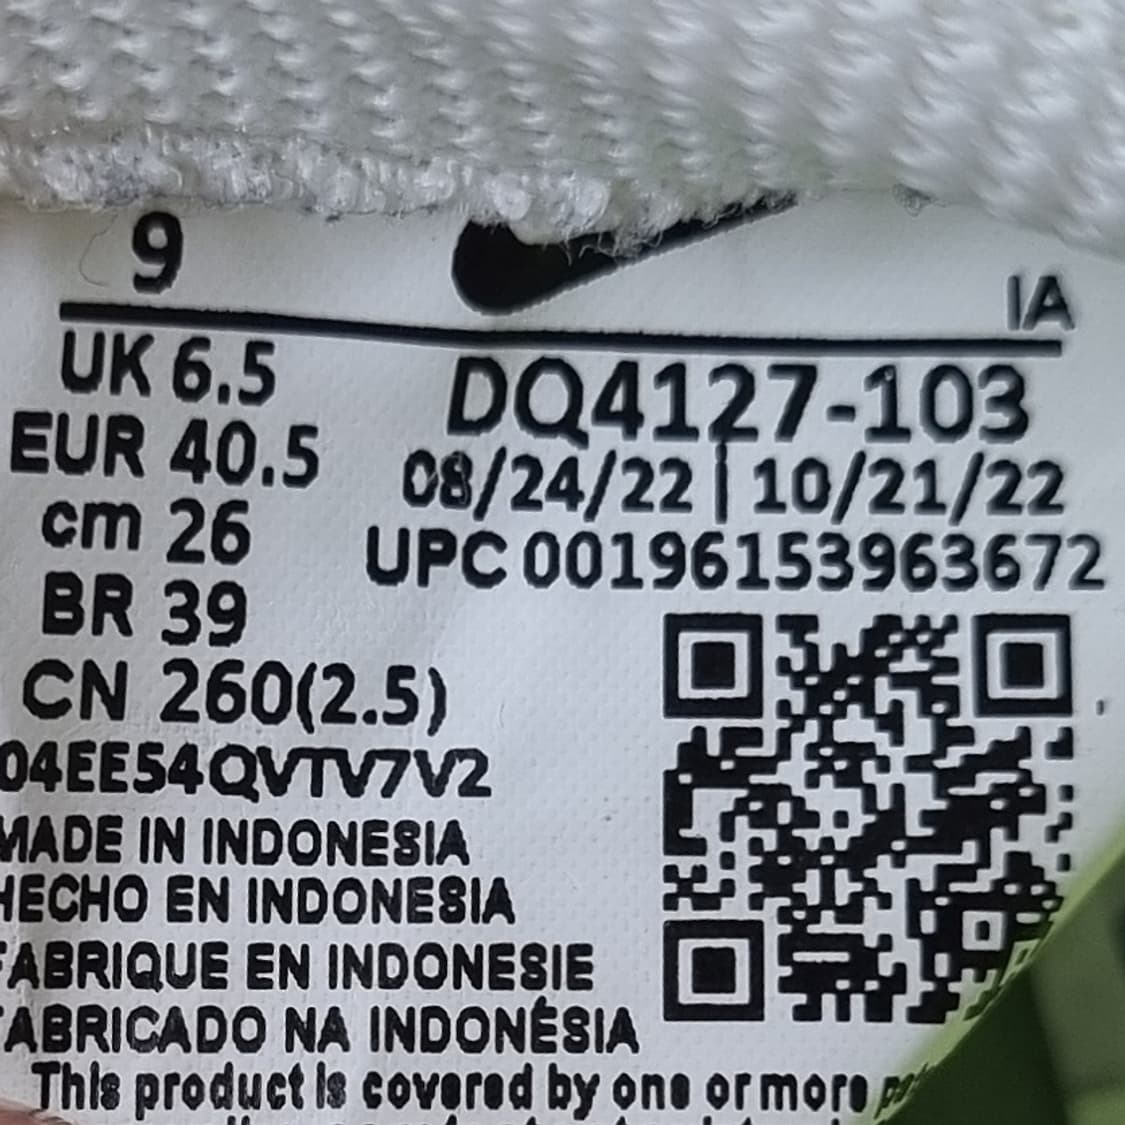 9
IA
UK 6.5
DQ4127-103
EUR 40.5
08/24/22 | 10/21/22
cm 26
UPC 00196153963672
BR 39
CN 260(2.5)
04EE54QVTV7V2
MADE IN INDONESIA
HECHO EN INDONESIA
FABRIQUE EN INDONESIE
FABRICADO NA INDONÉSIA
This product is covered by one or more